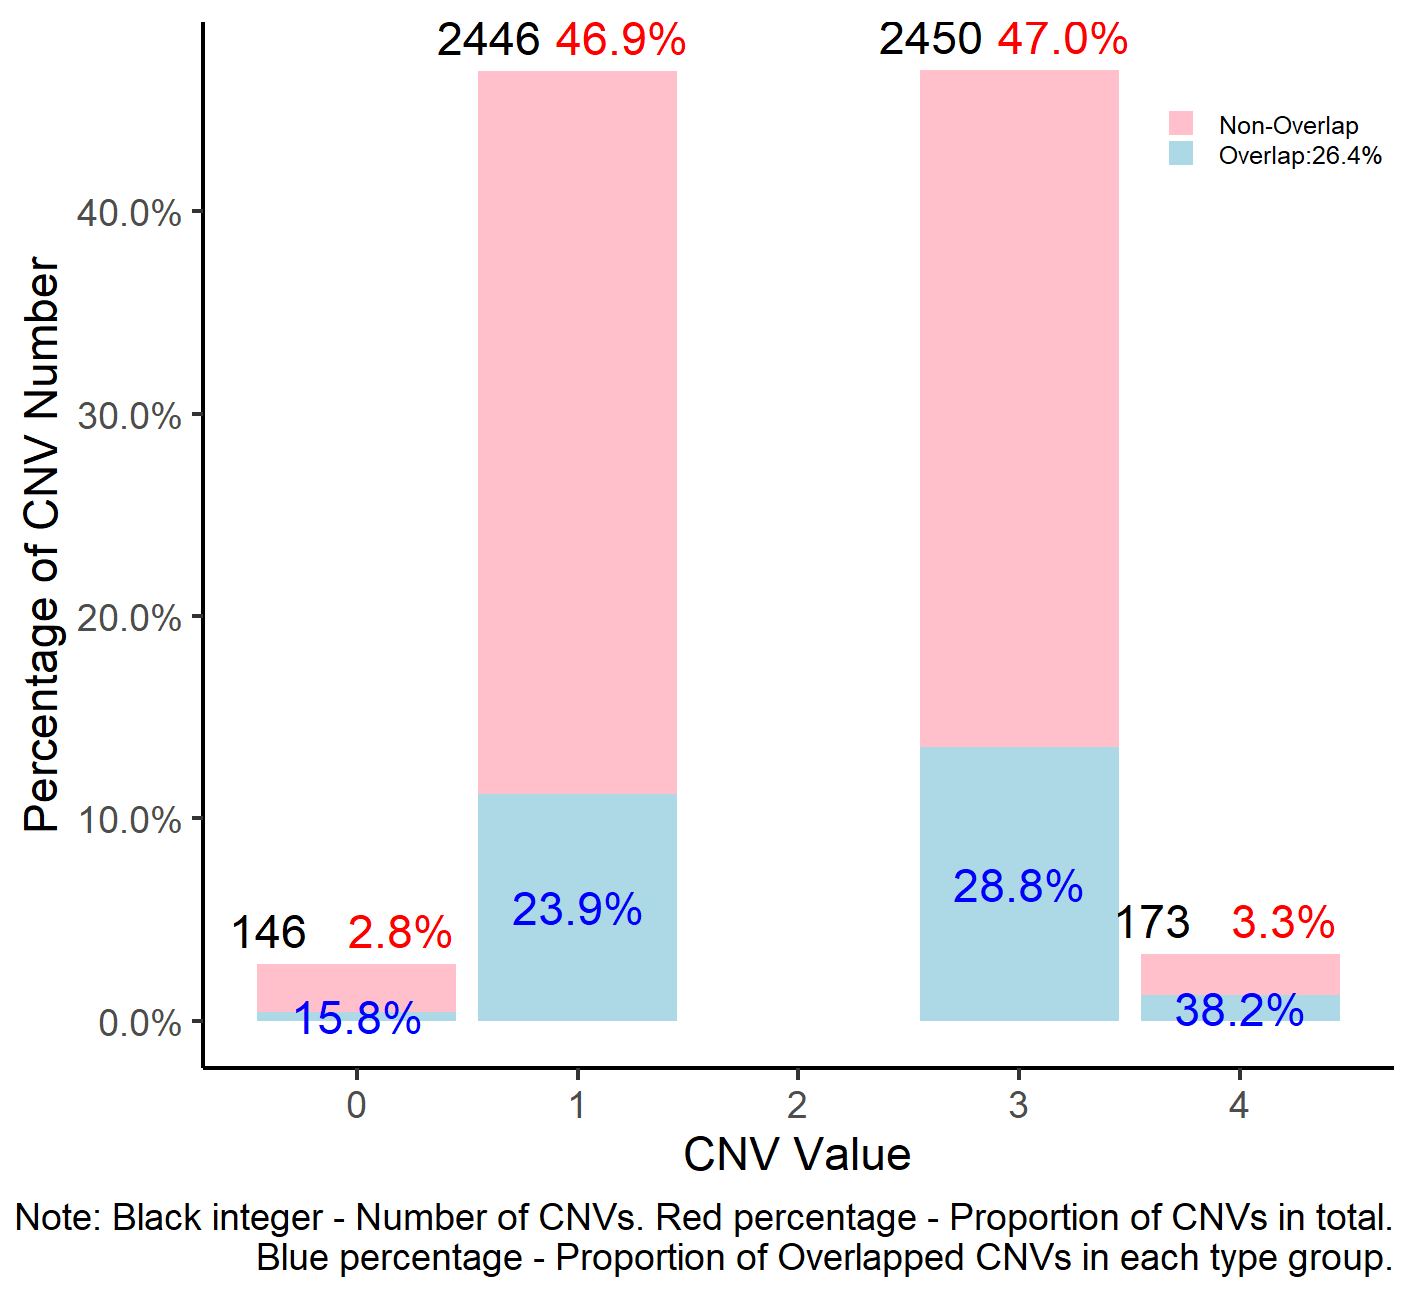 2446 46.9%
2450 47.0%
Non-Overlap
Overlap:26.4%
Percentage of CNV Number
40.0%
30.0%
20.0%
10.0%
0.0%
23.9%
28.8%
146 2.8%
173 3.3%
15.8%
38.2%
0 1 2 3 4
CNV Value
Note: Black integer - Number of CNVs. Red percentage - Proportion of CNVs in total.
Blue percentage - Proportion of Overlapped CNVs in each type group.